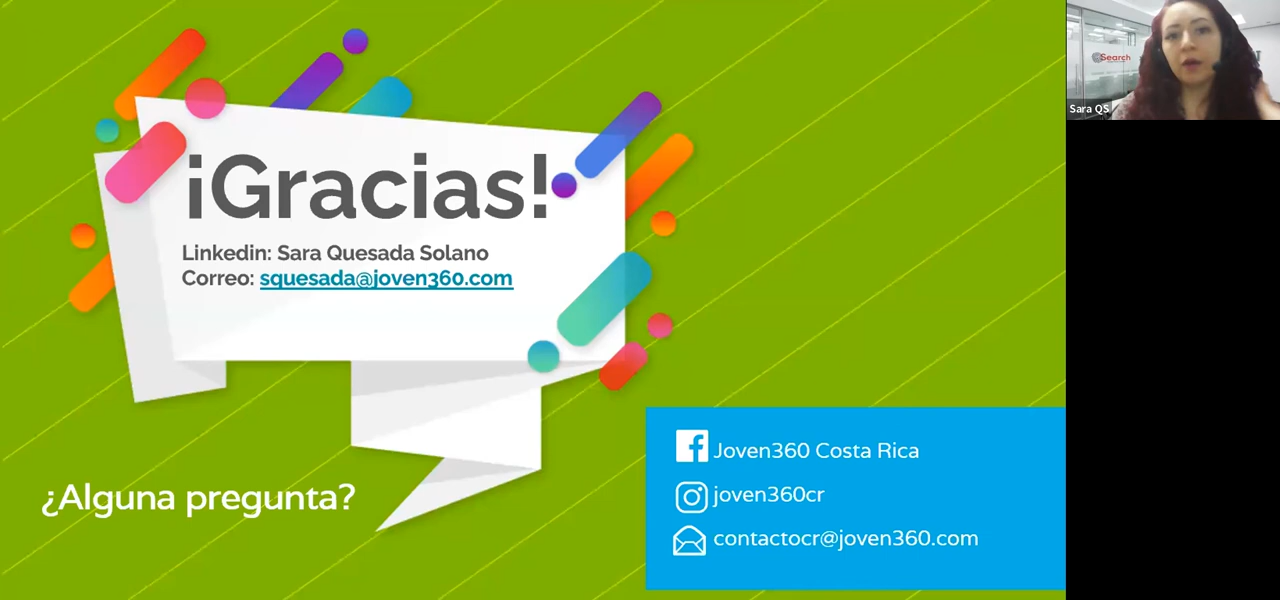 ¡Gracias!
Linkedin: Sara Quesada Solano
Correo: squesada@joven360.com
¿Alguna pregunta?
Joven360 Costa Rica
joven360cr
contactocr@joven360.com
Search
Sara QS